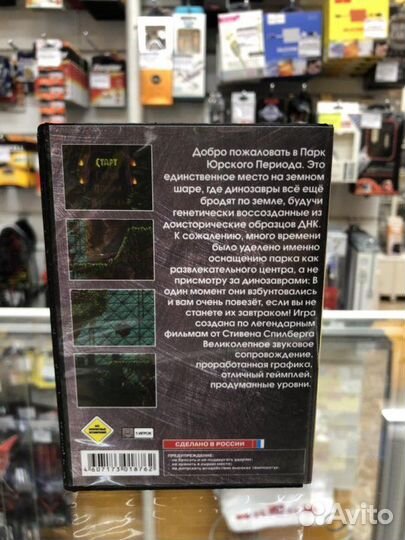 СТАРТ
Добро пожаловать в Парк
Юрского Периода. Это
единственное место на земном
шаре, где динозавры всё ещё
бродят по земле, будучи
генетически воссозданные из
доисторические образцов ДНК.
К сожалению, много времени
было уделено именно
оснащению парка как
развлекательного центра, а не
присмотру за динозаврами: В
один момент они взбунтовались
и вам очень повезёт, если вы не
станете их завтраком! Игра
создана по легендарным
фильмам от Стивена Спилберга
Великолепное звуковое
сопровождение,
проработанная графика,
отличный геймплей,
продуманные уровни.
1 ИГРОК
СДЕЛАНО В РОССИИ
ПРЕДУПРЕЖДЕНИЕ:
4 607173 018762
Avito